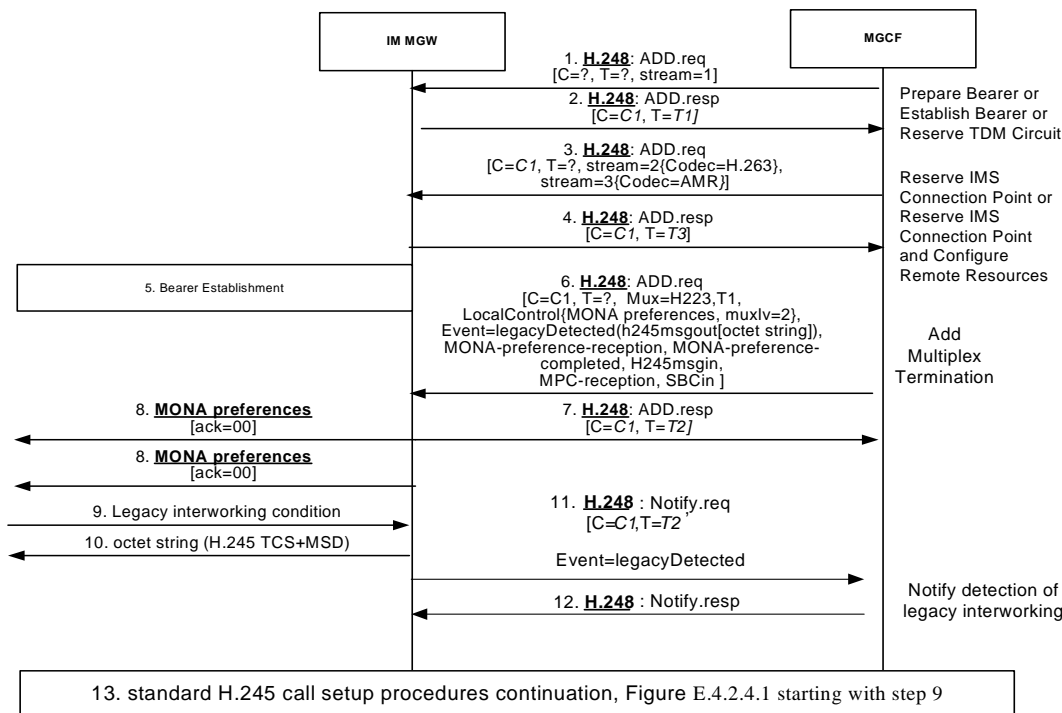 IM MGW
MGCF
1. H.248: ADD.req
[C=?, T=?, stream=1]
2. H.248: ADD.resp
[C=C1, T=T1]
Prepare Bearer or
Establish Bearer or
Reserve TDM Circuit
3. H.248: ADD.req
[C=C1, T=?, stream=2{Codec=H.263},
stream=3{Codec=AMR}]
4. H.248: ADD.resp
[C=C1, T=T3]
Reserve IMS
Connection Point or
Reserve IMS
Connection Point
and Configure
Remote Resources
5. Bearer Establishment
6. H.248: ADD.req
[C=C1, T=?, Mux=H223,T1,
LocalControl{MONA preferences, muxlv=2},
Event=legacyDetected(h245msgout[octet string]),
MONA-preference-reception, MONA-preference-
completed, H245msgin,
MPC-reception, SBCin ]
Add
Multiplex
Termination
8. MONA preferences
[ack=00]
7. H.248: ADD.resp
[C=C1, T=T2]
8. MONA preferences
[ack=00]
9. Legacy interworking condition
10. octet string (H.245 TCS+MSD)
11. H.248 : Notify.req
[C=C1,T=T2 ,
Event=legacyDetected
12. H.248 : Notify.resp
Notify detection of
legacy interworking
13. standard H.245 call setup procedures continuation, Figure E.4.2.4.1 starting with step 9